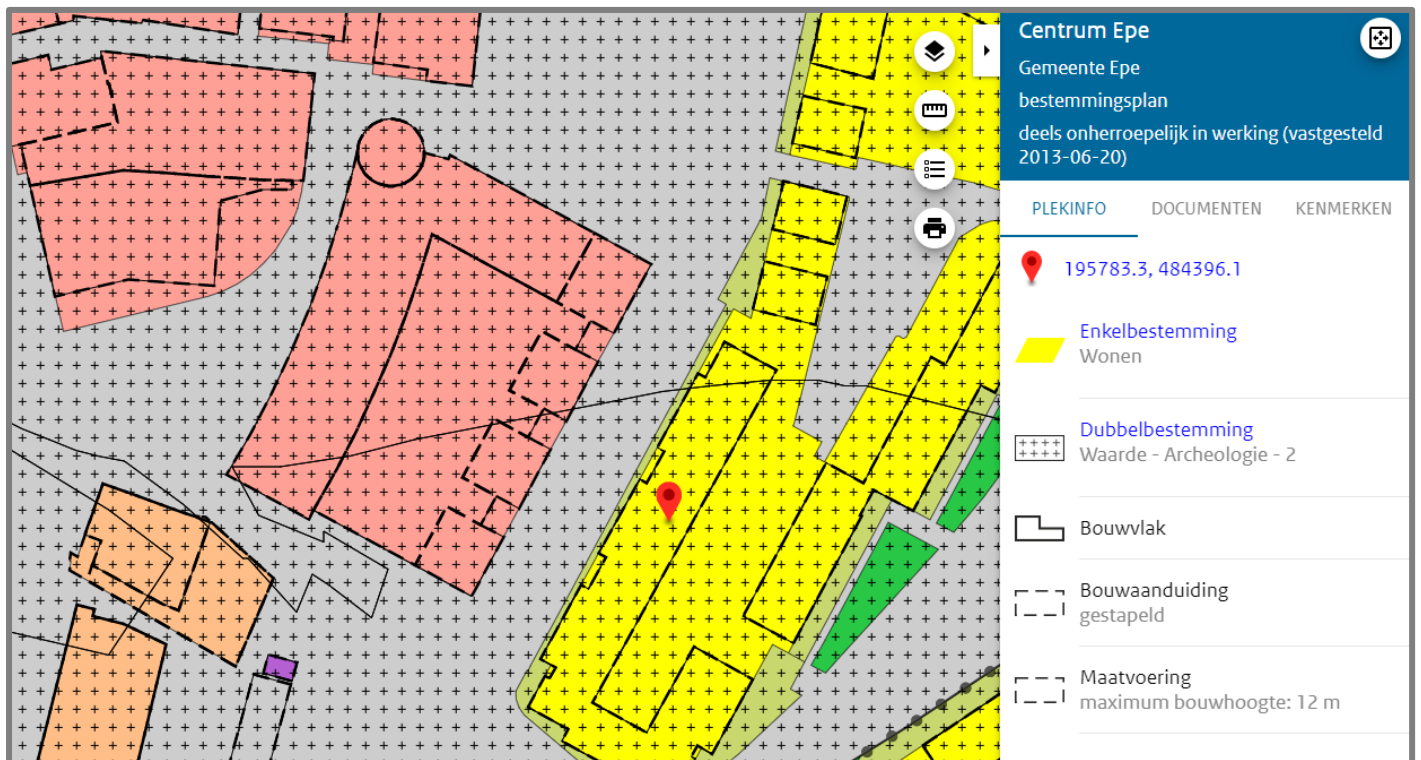 Centrum Epe
Gemeente Epe
bestemmingsplan
deels onherroepelijk in werking (vastgesteld
2013-06-20)
PLEKINFO DOCUMENTEN KENMERKEN
195783.3, 484396.1
Enkelbestemming
Wonen
Dubbelbestemming
Waarde - Archeologie - 2
Bouwvlak
Bouwaanduiding
gestapeld
Maatvoering
maximum bouwhoogte: 12 m